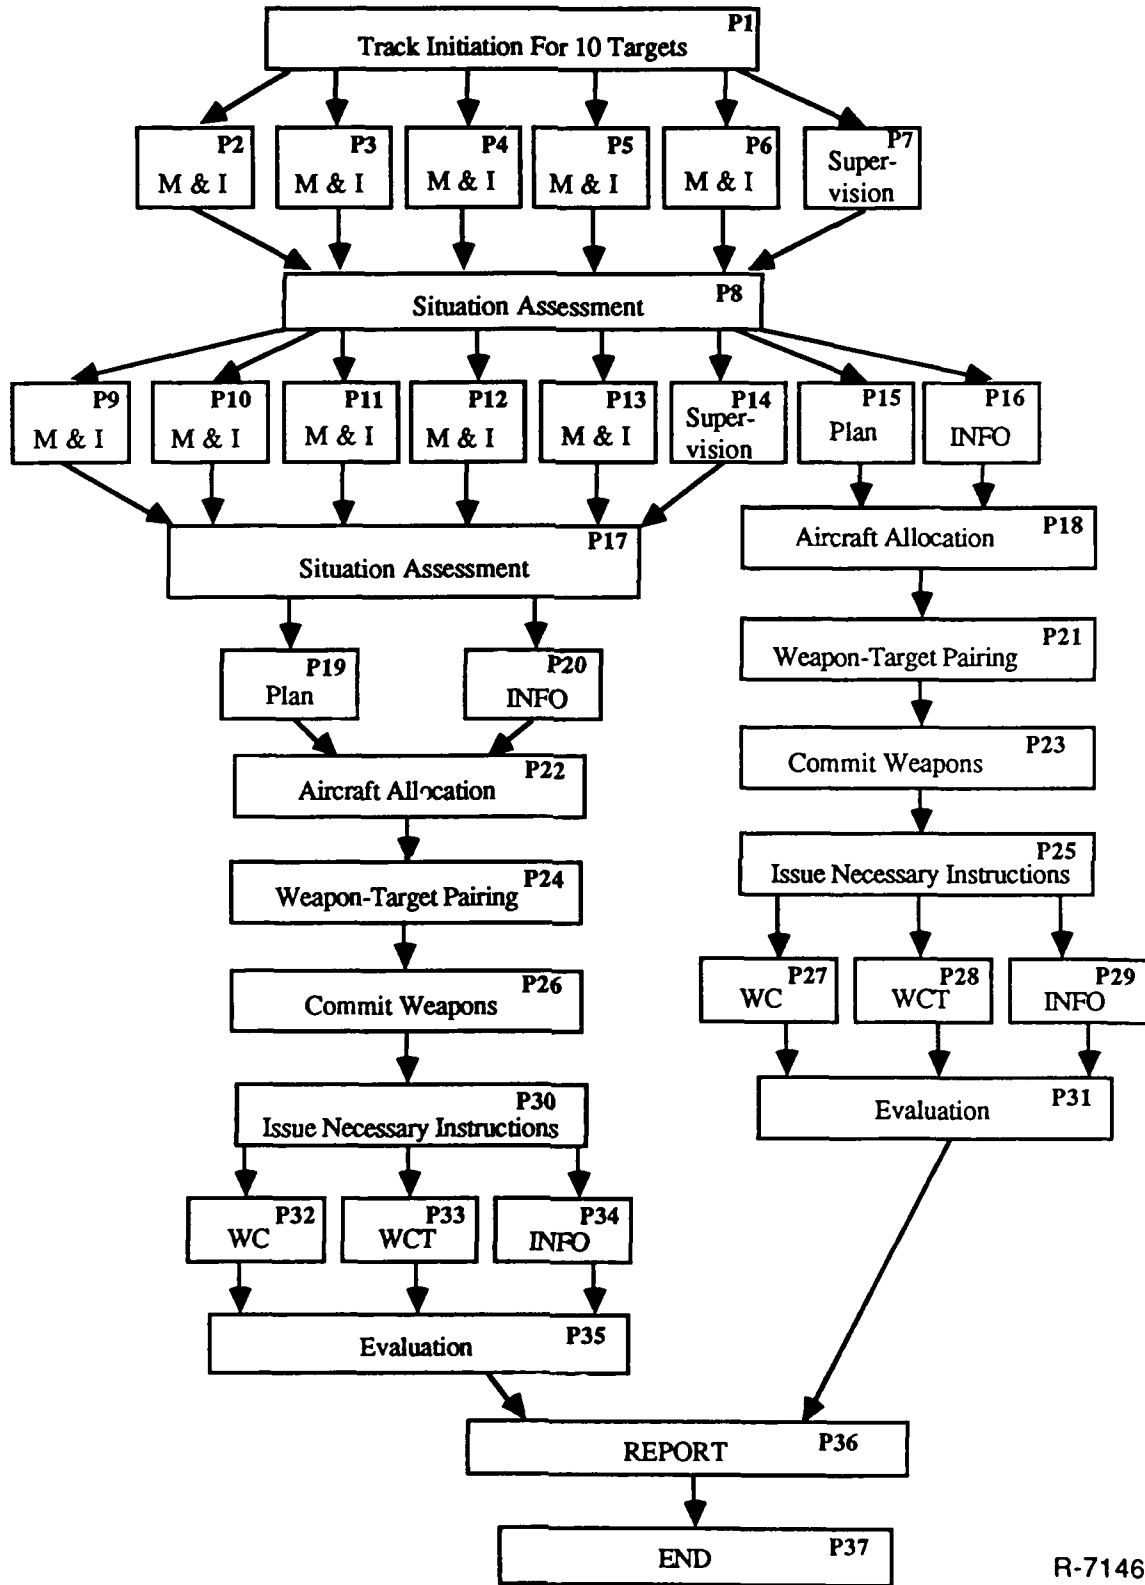 P1
Track Initiation For 10 Targets
P2
M & I
P3
M & I
P4
M & I
P5
M & I
P6
M & I
P7
Super-
vision
P8
Situation Assessment
P9
M & I
P10
M & I
P11
M & I
P12
M & I
P13
M & I
P14
Super-
vision
P15
Plan
P16
INFO
P17
Situation Assessment
P18
Aircraft Allocation
P19
Plan
P20
INFO
P21
Weapon-Target Pairing
P22
Aircraft Allocation
P23
Commit Weapons
P24
Weapon-Target Pairing
P25
Issue Necessary Instructions
P26
Commit Weapons
P27
WC
P28
WCT
P29
INFO
P30
Issue Necessary Instructions
P31
Evaluation
P32
WC
P33
WCT
P34
INFO
P35
Evaluation
P36
REPORT
P37
END
R-7146